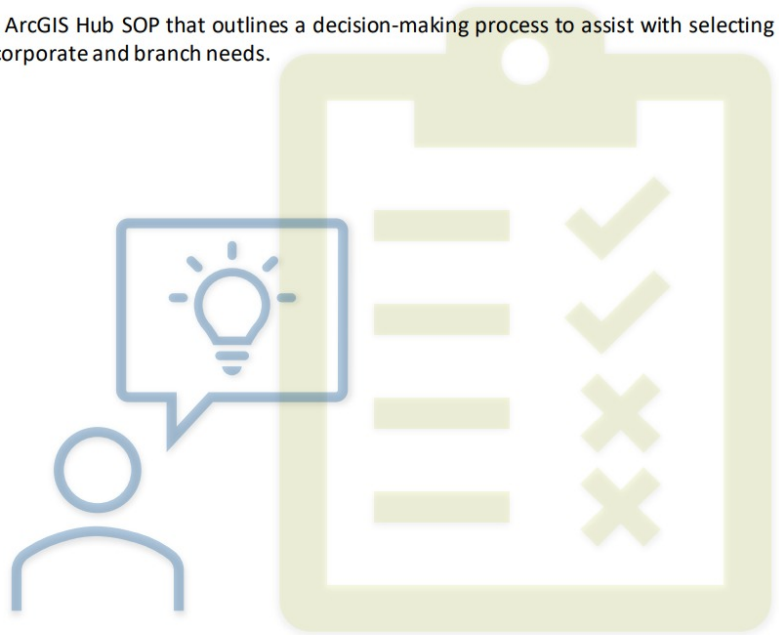 ArcGIS Hub SOP that outlines a decision-making process to assist with selecting
corporate and branch needs.